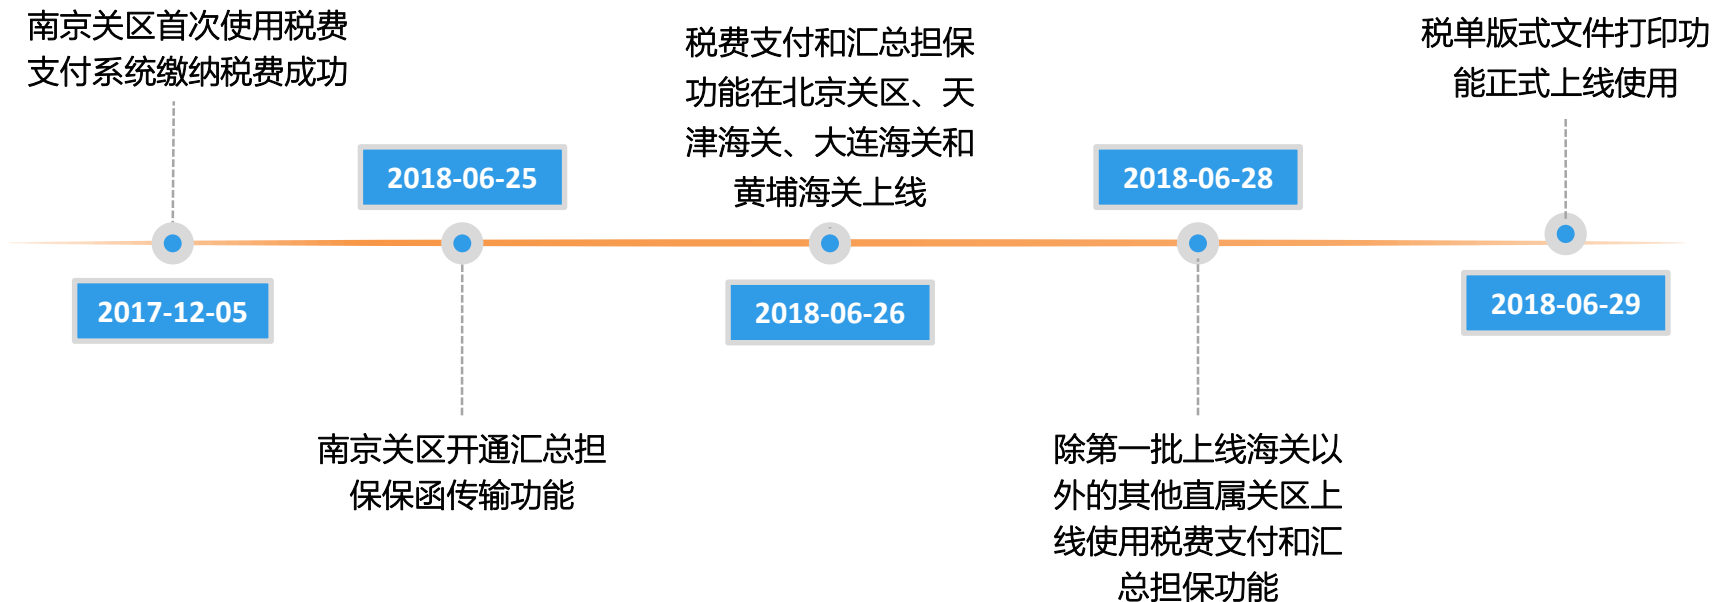 南京关区首次使用税费
支付系统缴纳税费成功
2017-12-05
2018-06-25
南京关区开通汇总担
保保函传输功能
税费支付和汇总担保
功能在北京关区、天
津海关、大连海关和
黄埔海关上线
2018-06-26
2018-06-28
除第一批上线海关以
外的其他直属关区上
线使用税费支付和汇
总担保功能
税单版式文件打印功
能正式上线使用
2018-06-29